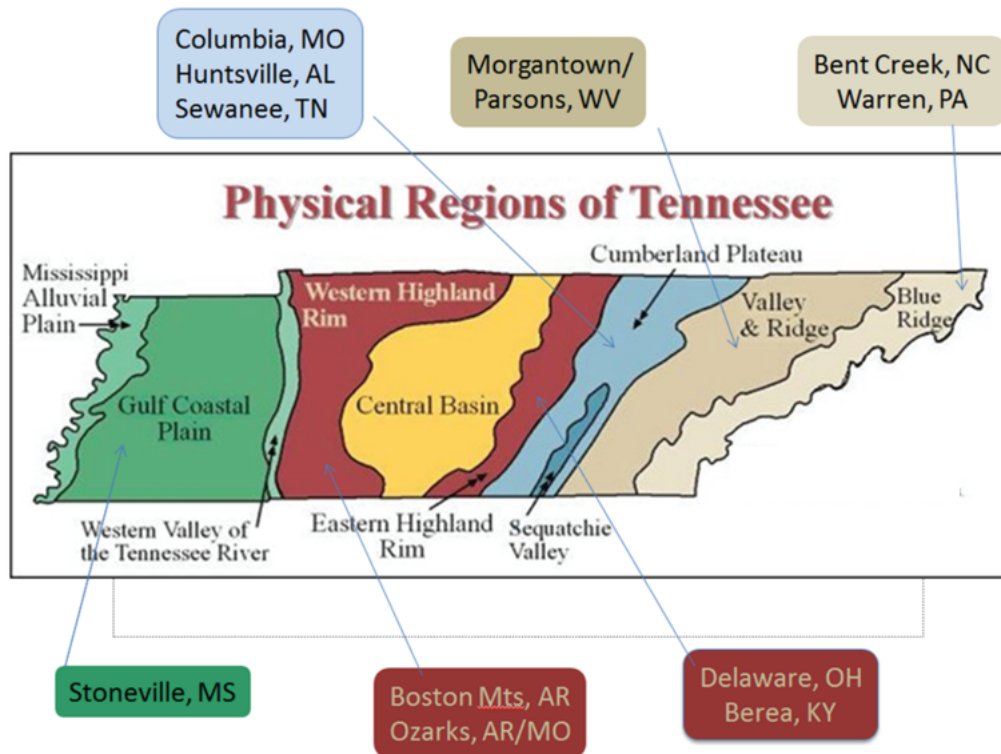 Columbia, MO
Huntsville, AL
Sewanee, TN
Morgantown/
Parsons, WV
Bent Creek, NC
Warren, PA
Physical Regions of Tennessee
Mississippi
Alluvial
Plain
Gulf Coastal
Plain
Western Valley of
the Tennessee River
Western Highland
Rim
Central Basin
Eastern Highland
Rim
Cumberland Plateau
Sequatchie
Valley
Valley
& Ridge
Blue
Ridge
Stoneville, MS
Boston Mts, AR
Ozarks, AR/MO
Delaware, OH
Berea, KY